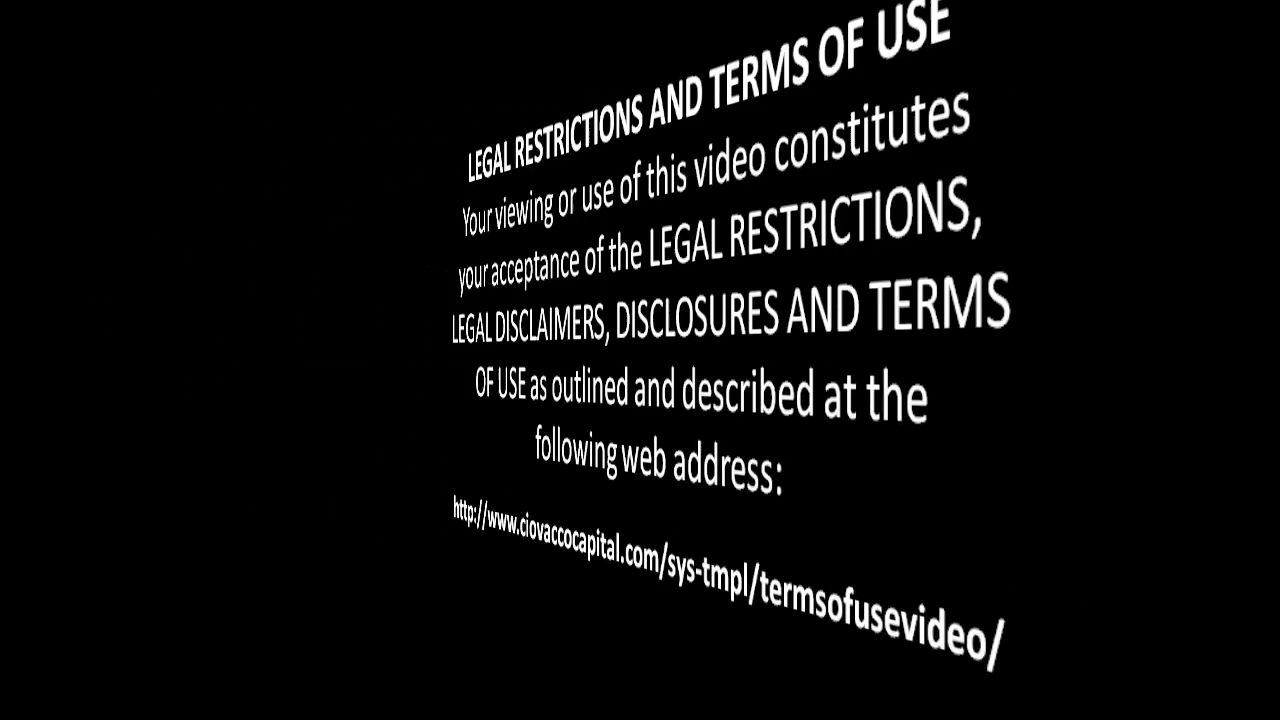 LEGAL RESTRICTIONS AND TERMS OF USE
Your viewing or use of this video constitutes
your acceptance of the LEGAL RESTRICTIONS,
LEGAL DISCLAIMERS, DISCLOSURES AND TERMS
OF USE as outlined and described at the
following web address:
http://www.ciovaccocapital.com/sys-tmpl/termsofusevideo/